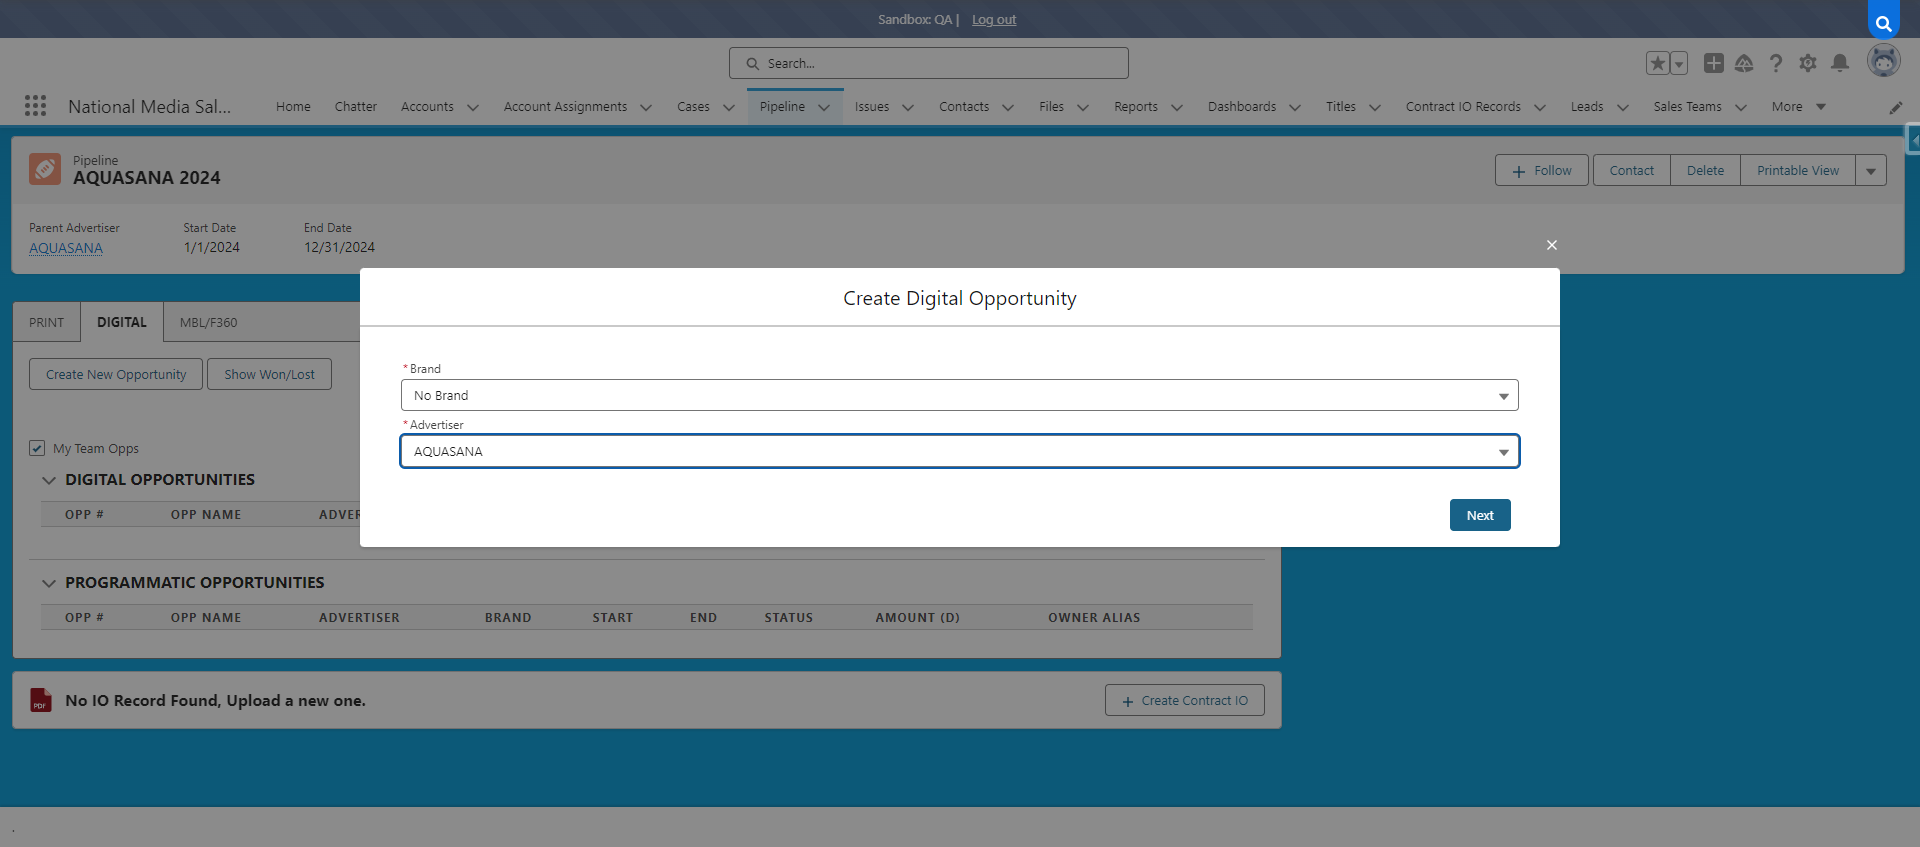 Sandbox: QA | Log out
Search...
National Media Sal...
Home
Chatter
Accounts
Account Assignments
Cases
Pipeline
Issues
Contacts
Files
Reports
Dashboards
Titles
Contract IO Records
Leads
Sales Teams
More
Pipeline
AQUASANA 2024
+ Follow
Contact
Delete
Printable View
Parent Advertiser
AQUASANA
Start Date
1/1/2024
End Date
12/31/2024
×
Create Digital Opportunity
* Brand
No Brand
* Advertiser
AQUASANA
Next
PRINT
DIGITAL
MBL/F360
Create New Opportunity
Show Won/Lost
My Team Opps
DIGITAL OPPORTUNITIES
OPP # OPP NAME
PROGRAMMATIC OPPORTUNITIES
OPP # OPP NAME ADVERTISER BRAND START END STATUS AMOUNT (D) OWNER ALIAS
PDF
No IO Record Found, Upload a new one.
+ Create Contract IO
.